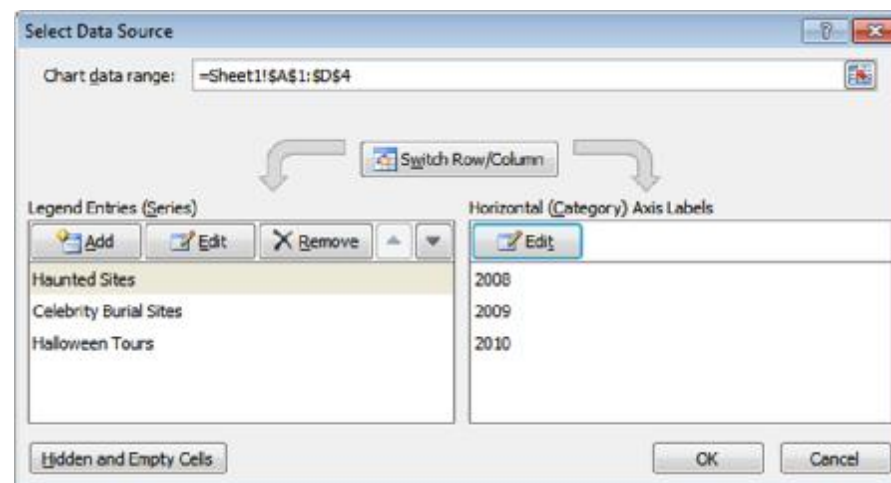 Select Data Source
Chart data range: =Sheet1!$A$1:$D$4
Switch Row/Column
Legend Entries (Series)
Add Edit Remove
Haunted Sites
Celebrity Burial Sites
Halloween Tours
Horizontal (Category) Axis Labels
Edit
2008
2009
2010
Hidden and Empty Cells
OK Cancel